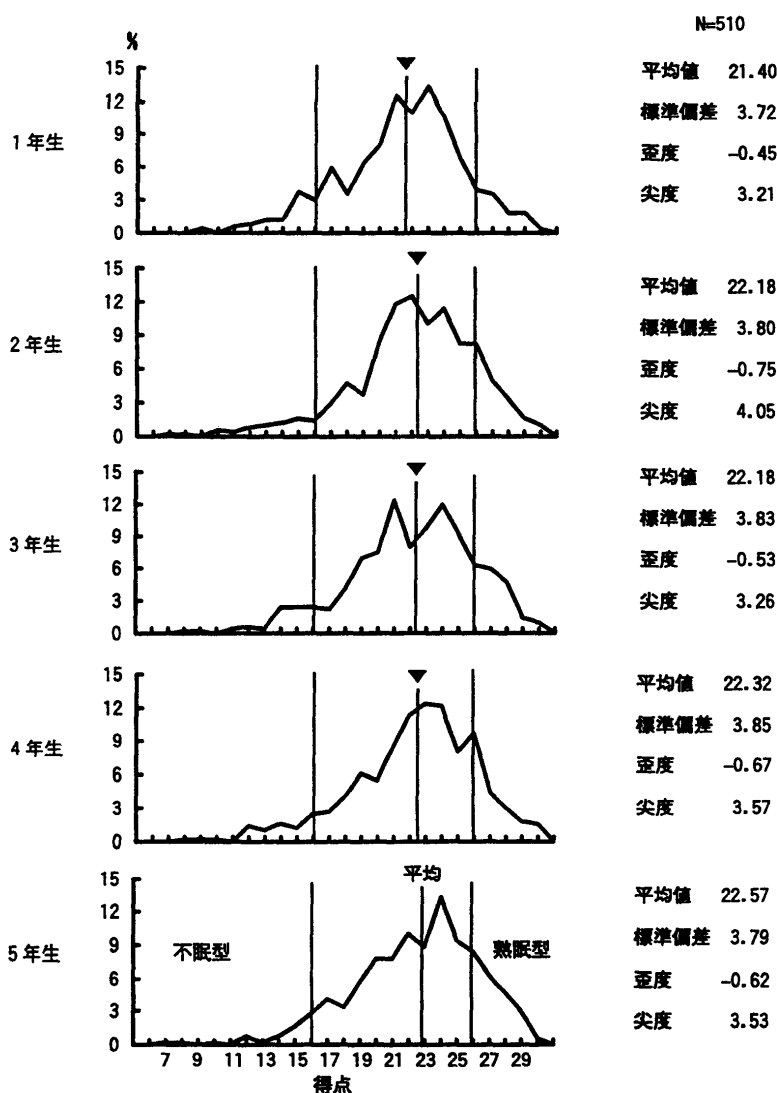 N=510
%
1年生
15
12
9
6
3
0
平均値 21.40
標準偏差 3.72
歪度 -0.45
尖度 3.21
2年生
15
12
9
6
3
0
平均値 22.18
標準偏差 3.80
歪度 -0.75
尖度 4.05
3年生
15
12
9
6
3
0
平均値 22.18
標準偏差 3.83
歪度 -0.53
尖度 3.26
4年生
15
12
9
6
3
0
平均値 22.32
標準偏差 3.85
歪度 -0.67
尖度 3.57
5年生
15
12
9
6
3
0
平均
不眠型 熟眠型
平均値 22.57
標準偏差 3.79
歪度 -0.62
尖度 3.53
7 9 11 13 15 17 19 21 23 25 27 29
得点